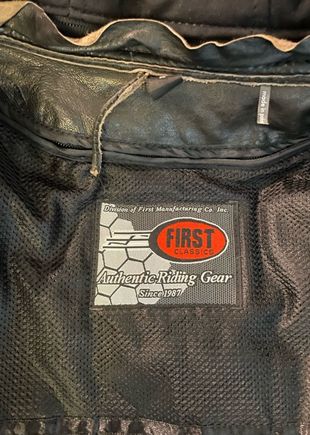 Division of First Manufacturing Co. Inc.
FIRST
CLASSICS
Authentic Riding Gear
Since 1987